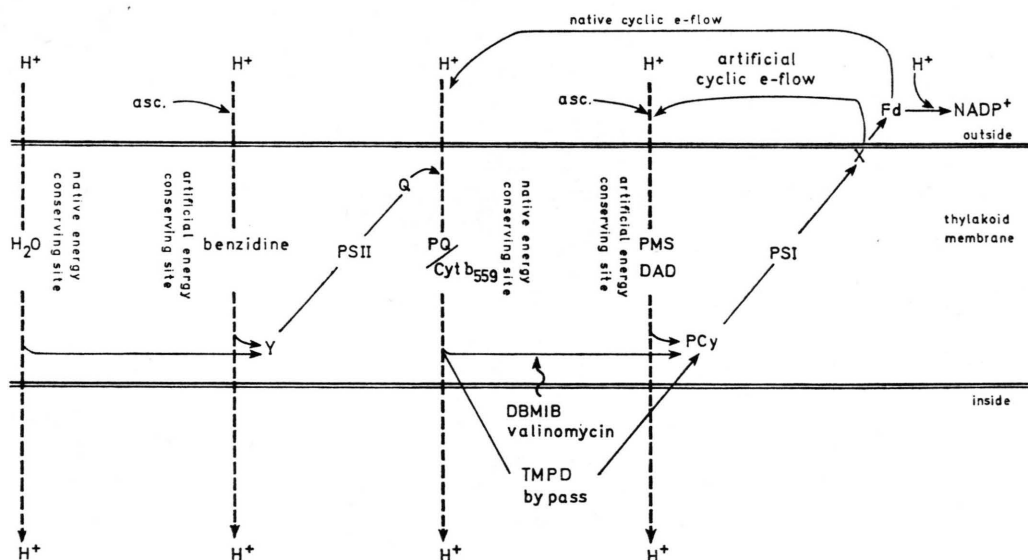 native cyclic e-flow
H+ H+ H+ H+ H+
artificial
cyclic e-flow
asc. asc.
Fd NADP+
outside
X
Q
native energy
conserving site
artificial energy
conserving site
native energy
conserving site
artificial energy
conserving site
thylakoid
membrane
H2O benzidine PSII PQ PMS PSI
Cyt b559 DAD
Y PCy
inside
DBMIB
valinomycin
TMPD
by pass
H+ H+ H+ H+